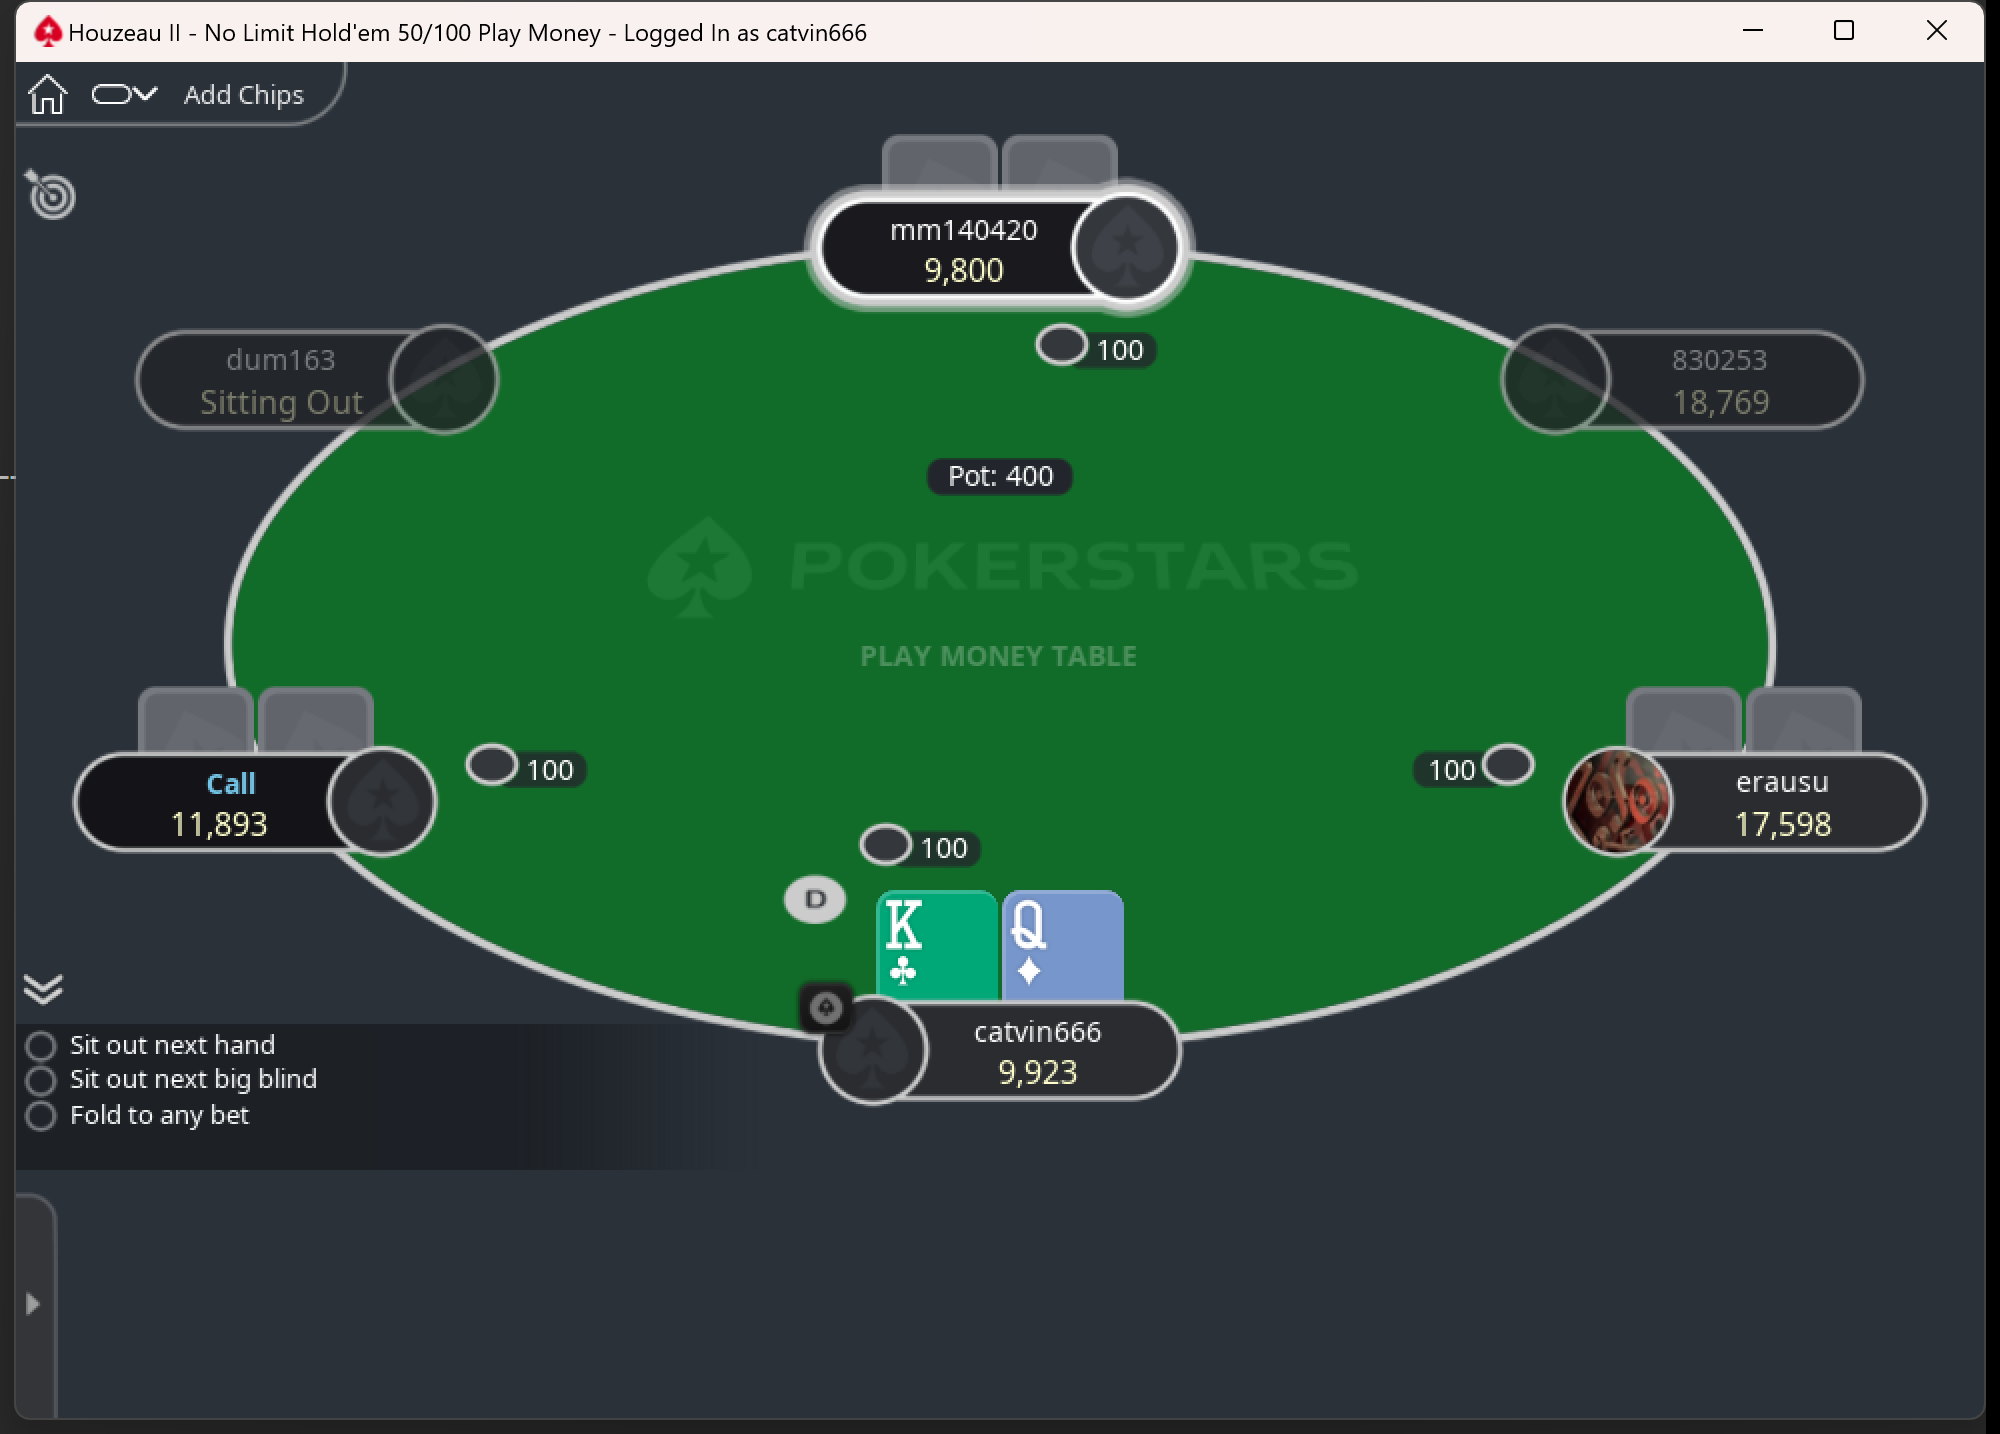 Houzeau II - No Limit Hold'em 50/100 Play Money - Logged In as catvin666
Add Chips
mm140420
9,800
100
dum163
Sitting Out
830253
18,769
Pot: 400
POKERSTARS
PLAY MONEY TABLE
Call
11,893
100
100
erausu
17,598
100
D
K
Q
catvin666
9,923
Sit out next hand
Sit out next big blind
Fold to any bet